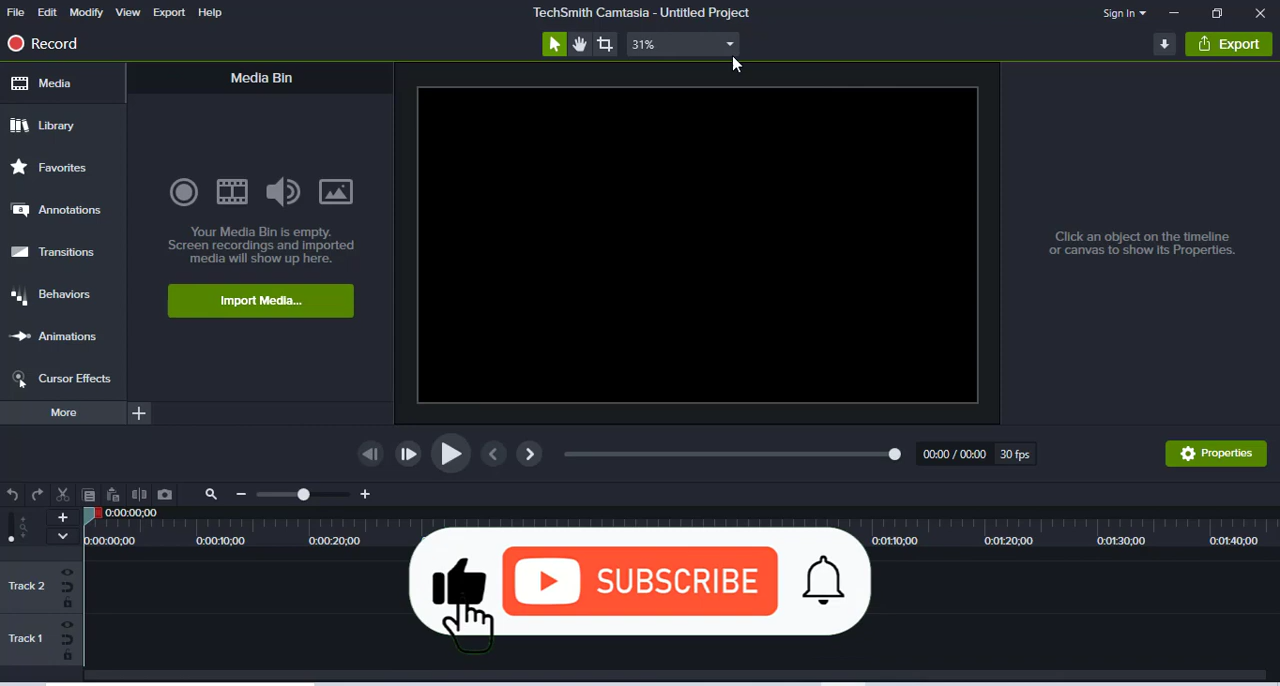 File Edit Modify View Export Help
TechSmith Camtasia - Untitled Project
Sign In
Record
31%
Export
Media
Library
Favorites
Annotations
Transitions
Behaviors
Animations
Cursor Effects
More
Media Bin
Your Media Bin is empty.
Screen recordings and imported
media will show up here.
Import Media...
Click an object on the timeline
or canvas to show its Properties.
00:00 / 00:00 30 fps
Properties
0:00:00;00
0:00:00;00 0:00:10;00 0:00:20;00 0:01:10;00 0:01:20;00 0:01:30;00 0:01:40;00
Track 2
Track 1
SUBSCRIBE